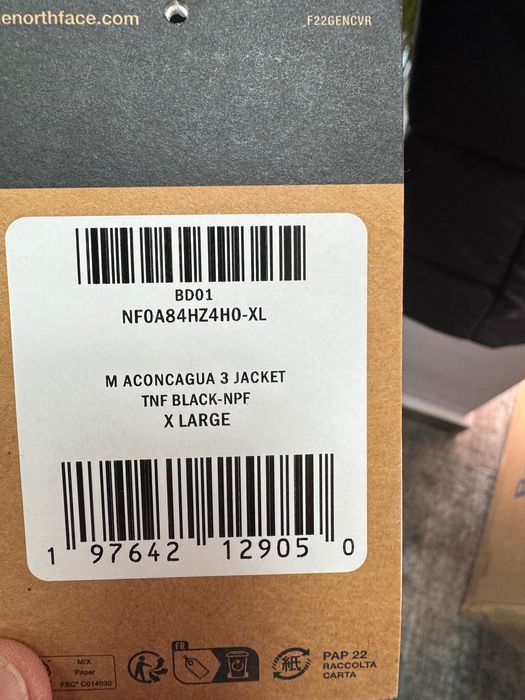 enorthface.com
F22GENCVR
BD01
NF0A84HZ4H0-XL
M ACONCAGUA 3 JACKET
TNF BLACK-NPF
X LARGE
1 97642 12905 0
MIX
Paper
FSC® C014030
FR
紙
PAP 22
RACCOLTA
CARTA